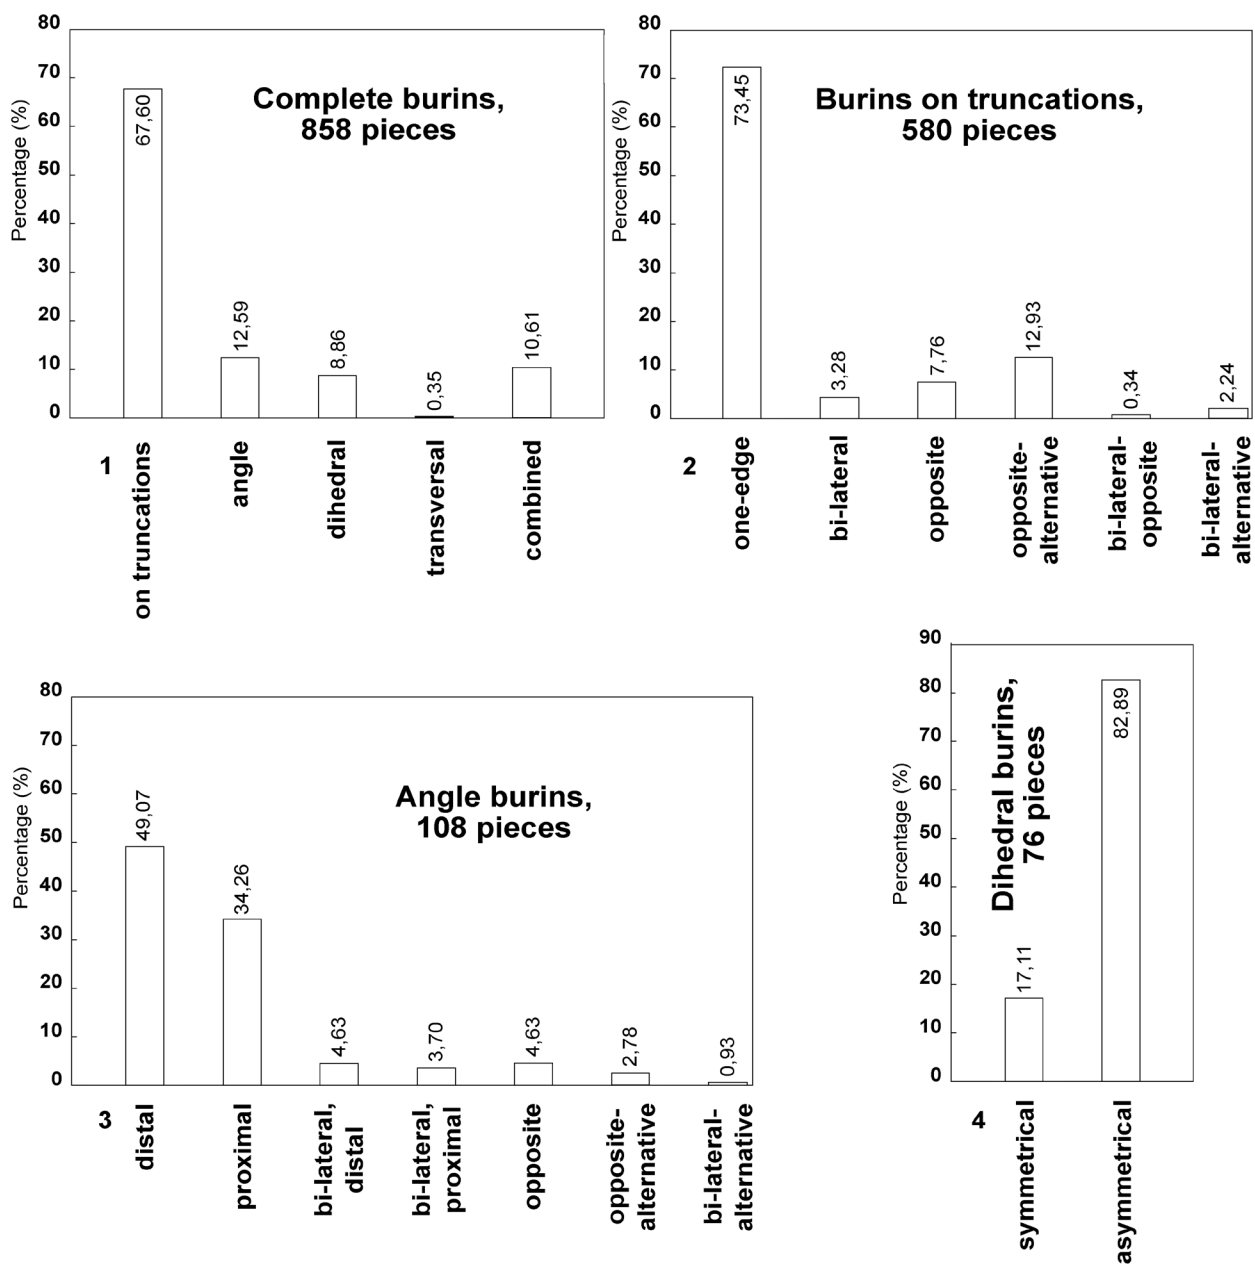 80
70
60
50
40
30
20
10
0
Percentage (%)
Complete burins,
858 pieces
67,60
12,59
8,86
0,35
10,61
1
on truncations
angle
dihedral
transversal
combined
80
70
60
50
40
30
20
10
0
Percentage (%)
Burins on truncations,
580 pieces
73,45
3,28
7,76
12,93
0,34
2,24
2
one-edge
bi-lateral
opposite
opposite-
alternative
bi-lateral-
opposite
bi-lateral-
alternative
80
70
60
50
40
30
20
10
0
Percentage (%)
Angle burins,
108 pieces
49,07
34,26
4,63
3,70
4,63
2,78
0,93
3
distal
proximal
bi-lateral,
distal
bi-lateral,
proximal
opposite
opposite-
alternative
bi-lateral-
alternative
90
80
70
60
50
40
30
20
10
0
Percentage (%)
Dihedral burins,
76 pieces
17,11
82,89
4
symmetrical
asymmetrical